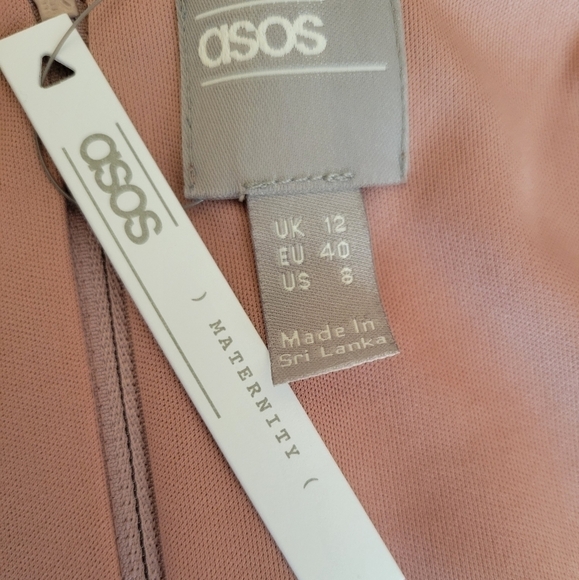 asos
UK 12
EU 40
US 8
Made In
Sri Lanka
asos
) MATERNITY (